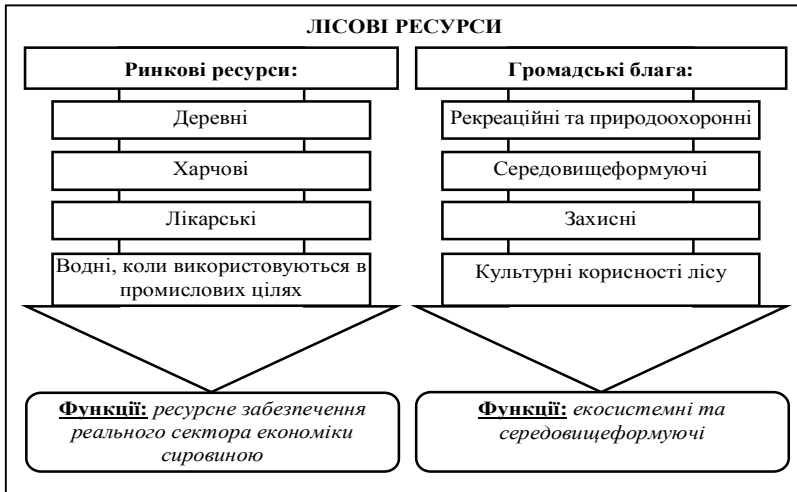 ЛІСОВІ РЕСУРСИ
Ринкові ресурси:
Деревні
Харчові
Лікарські
Водні, коли використовуються в
промислових цілях
Функції: ресурсне забезпечення
реального сектора економіки
сировиною
Громадські блага:
Рекреаційні та природоохоронні
Середовищеформуючі
Захисні
Культурні корисності лісу
Функції: екосистемні та
середовищеформуючі